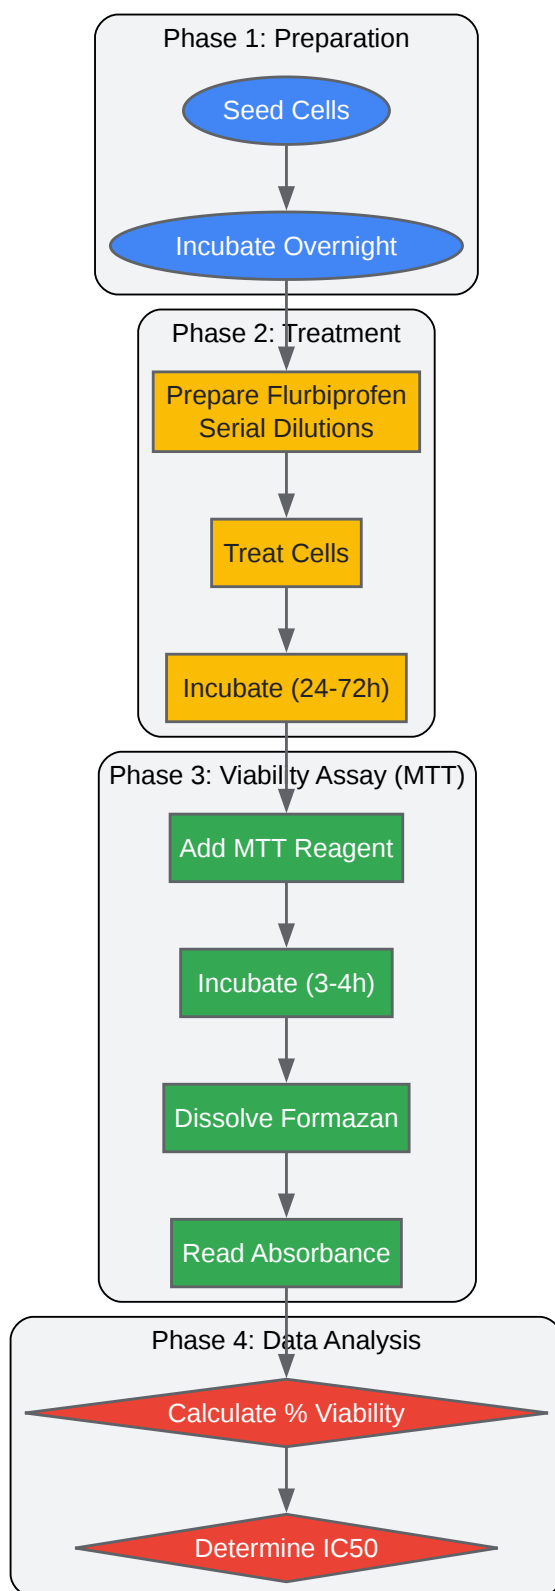 Phase 1: Preparation
Seed Cells
Incubate Overnight
Phase 2: Treatment
Prepare Flurbiprofen
Serial Dilutions
Treat Cells
Incubate (24-72h)
Phase 3: Viability Assay (MTT)
Add MTT Reagent
Incubate (3-4h)
Dissolve Formazan
Read Absorbance
Phase 4: Data Analysis
Calculate % Viability
Determine IC50